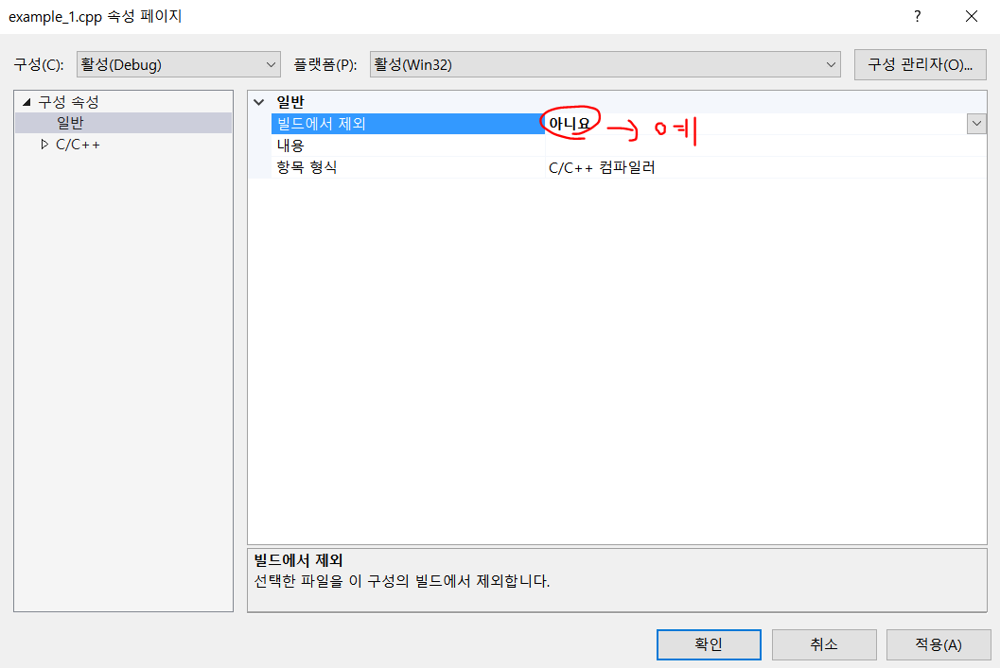 example_1.cpp 속성 페이지
?
구성(C): 활성(Debug) 플랫폼(P): 활성(Win32) 구성 관리자(O)...
구성 속성
일반
C/C++
일반
빌드에서 제외 아니요 → 예
내용
항목 형식 C/C++ 컴파일러
빌드에서 제외
선택한 파일을 이 구성의 빌드에서 제외합니다.
확인 취소 적용(A)